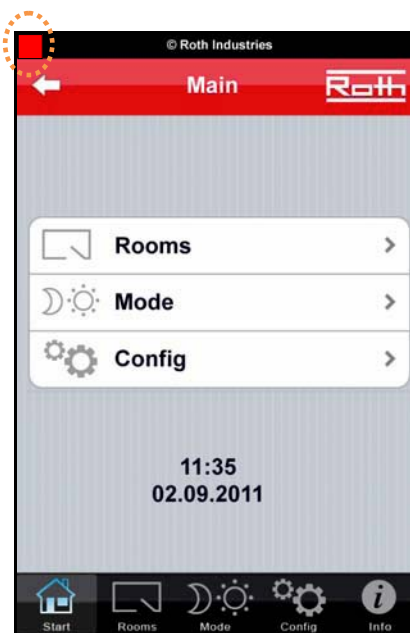 © Roth Industries
Main
Roth
Rooms
Mode
Config
11:35
02.09.2011
Start Rooms Mode Config Info